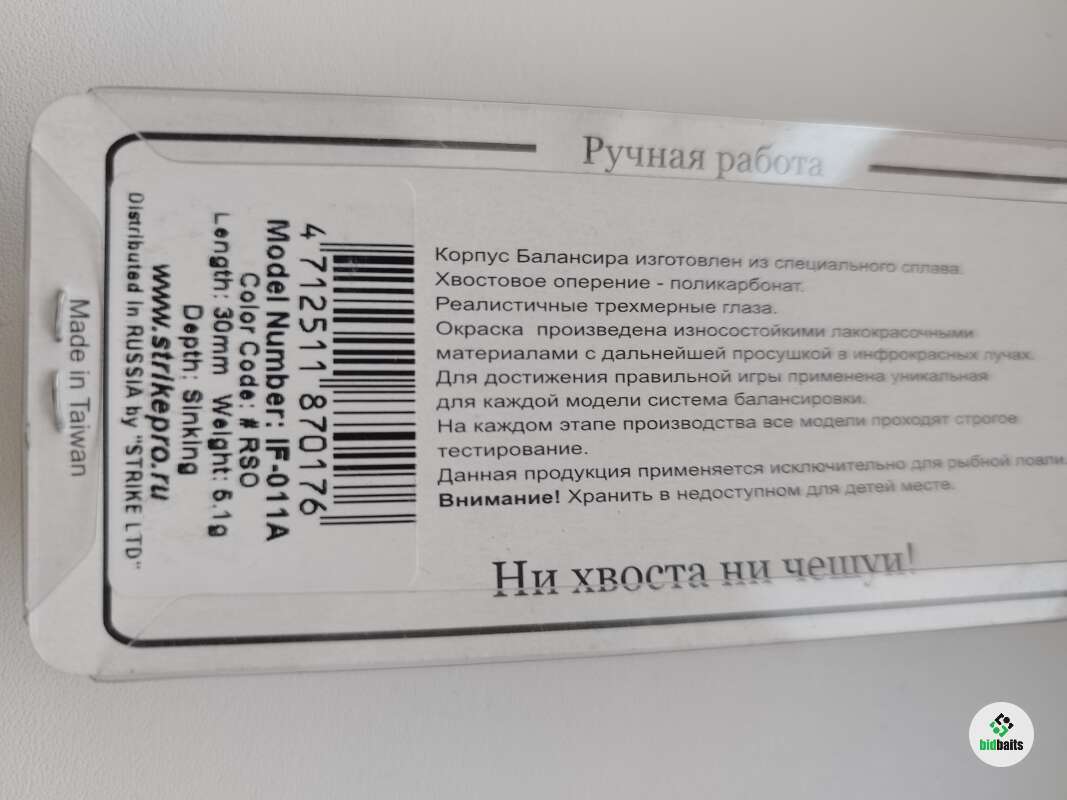 Ручная работа
Корпус Балансира изготовлен из специального сплава.
Хвостовое оперение - поликарбонат.
Реалистичные трехмерные глаза.
Окраска произведена износостойкими лакокрасочными
материалами с дальнейшей просушкой в инфрокрасных лучах.
Для достижения правильной игры применена уникальная
для каждой модели система балансировки.
На каждом этапе производства все модели проходят строгое
тестирование.
Данная продукция применяется исключительно для рыбной ловли.
Внимание! Хранить в недоступном для детей месте.
Ни хвоста ни чешуи!
4 712511 870176
Model Number: IF-011A
Color Code: # RSO
Length: 30mm Weight: 5.1g
Depth: Sinking
www.strikepro.ru
Distributed in RUSSIA by "STRIKE LTD"
Made in Taiwan
bidbaits